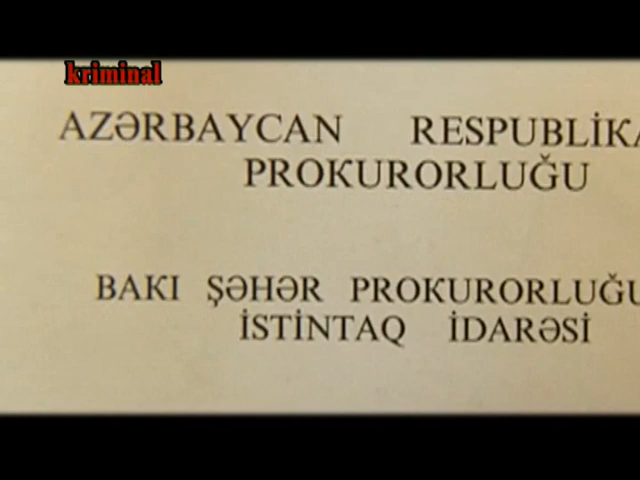 kriminal
AZƏRBAYCAN RESPUBLİKA
PROKURORLUĞU
BAKI ŞƏHƏR PROKURORLUĞU
İSTİNTAQ İDARƏSİ